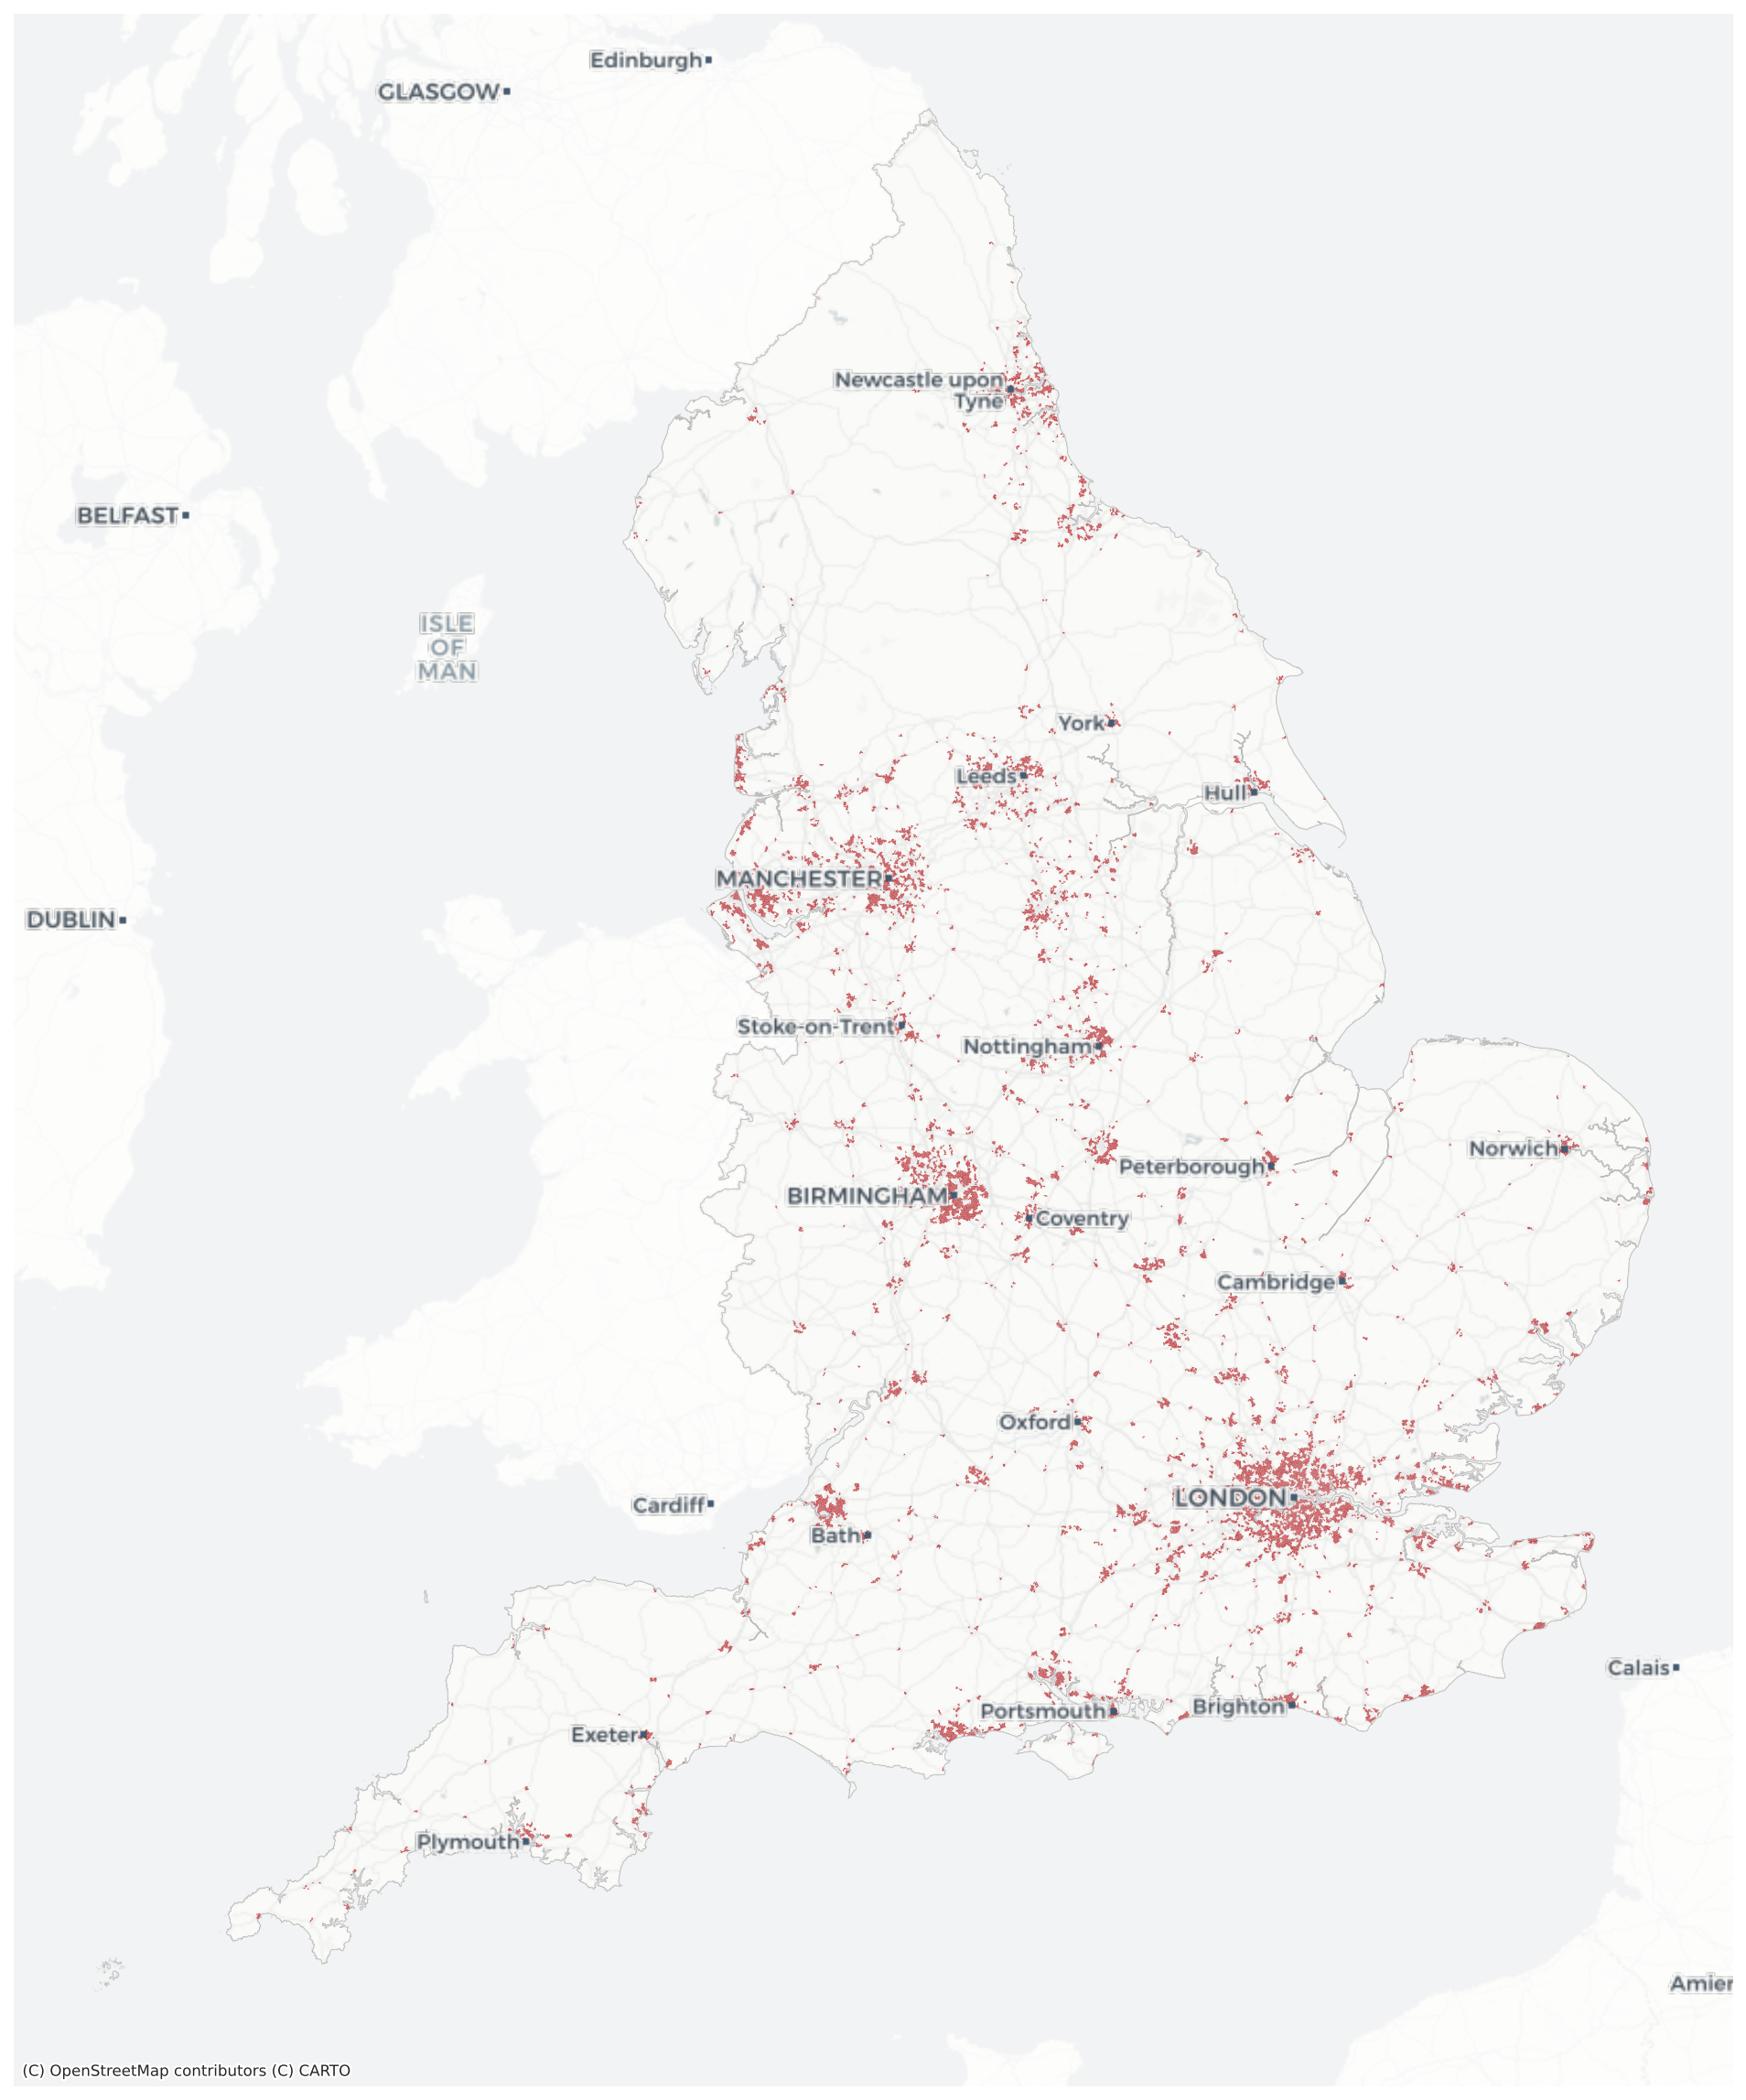 Edinburgh
GLASGOW
Newcastle upon
Tyne
BELFAST
ISLE
OF
MAN
York
Leeds
Hull
MANCHESTER
DUBLIN
Stoke-on-Trent
Nottingham
Norwich
Peterborough
BIRMINGHAM
Coventry
Cambridge
Oxford
LONDON
Cardiff
Bath
Calais
Portsmouth
Brighton
Exeter
Plymouth
Amier
(C) OpenStreetMap contributors (C) CARTO